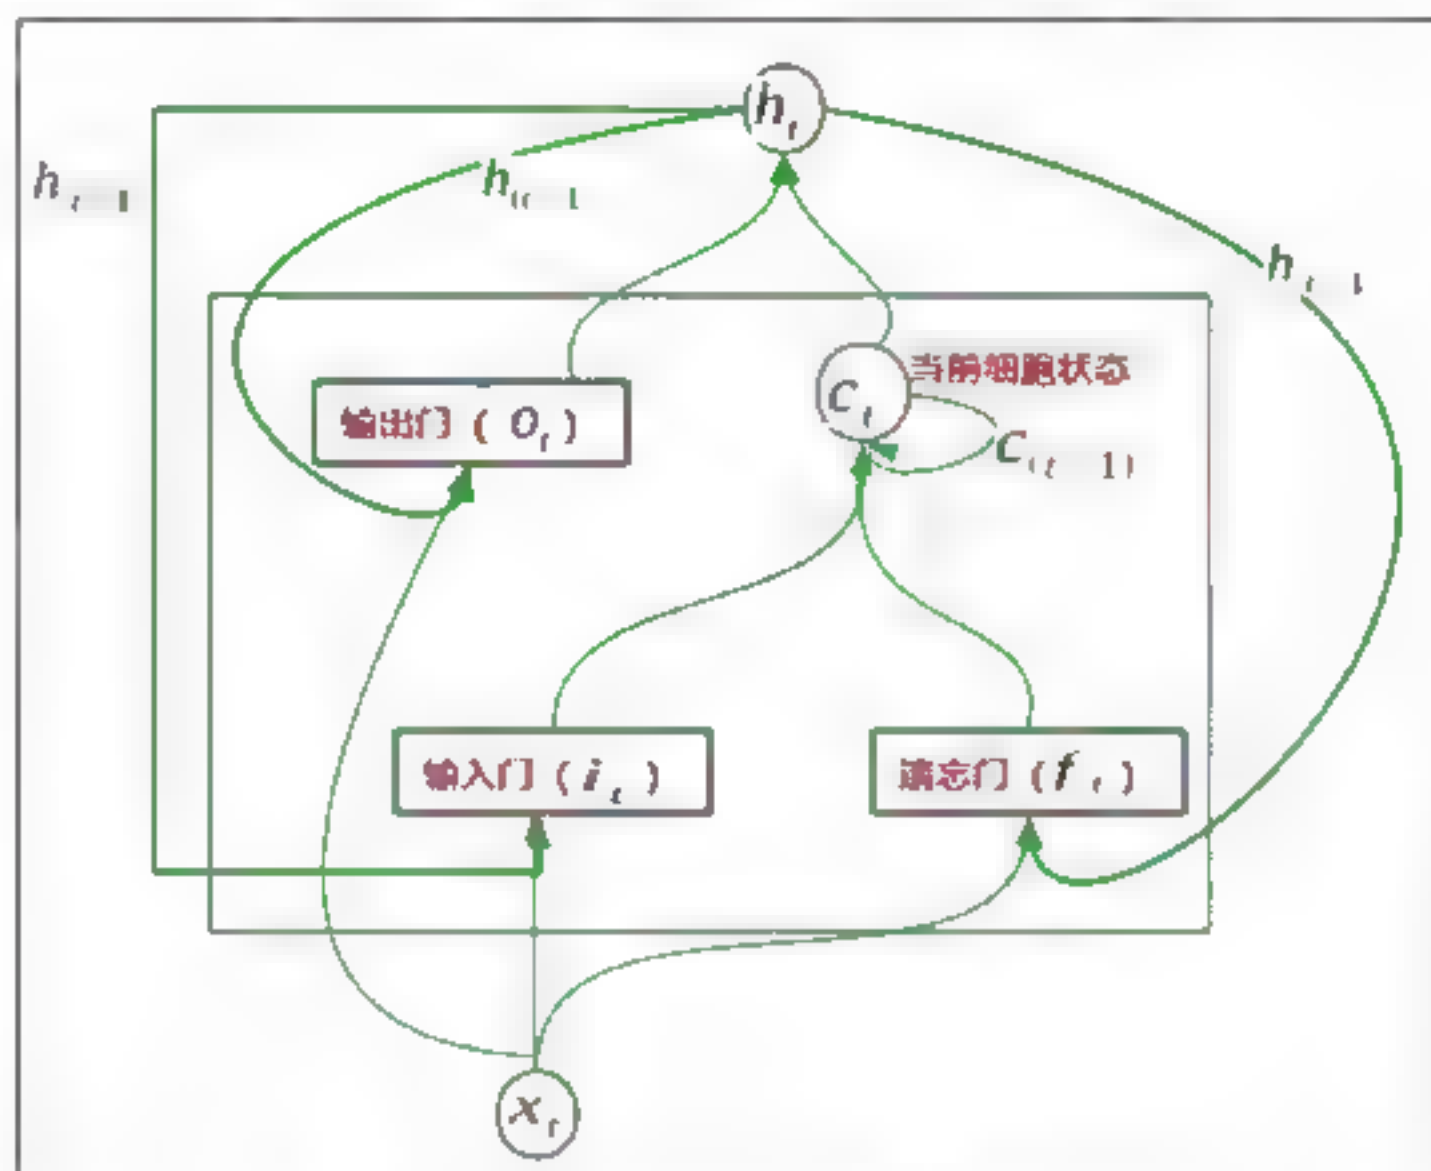 h_t
h_{t-1}
h_{(t-1}
h_{t-1}
当前细胞状态
C_t
输出门（O_t）
C_{(t-1)}
输入门（i_t）
遗忘门（f_t）
x_t